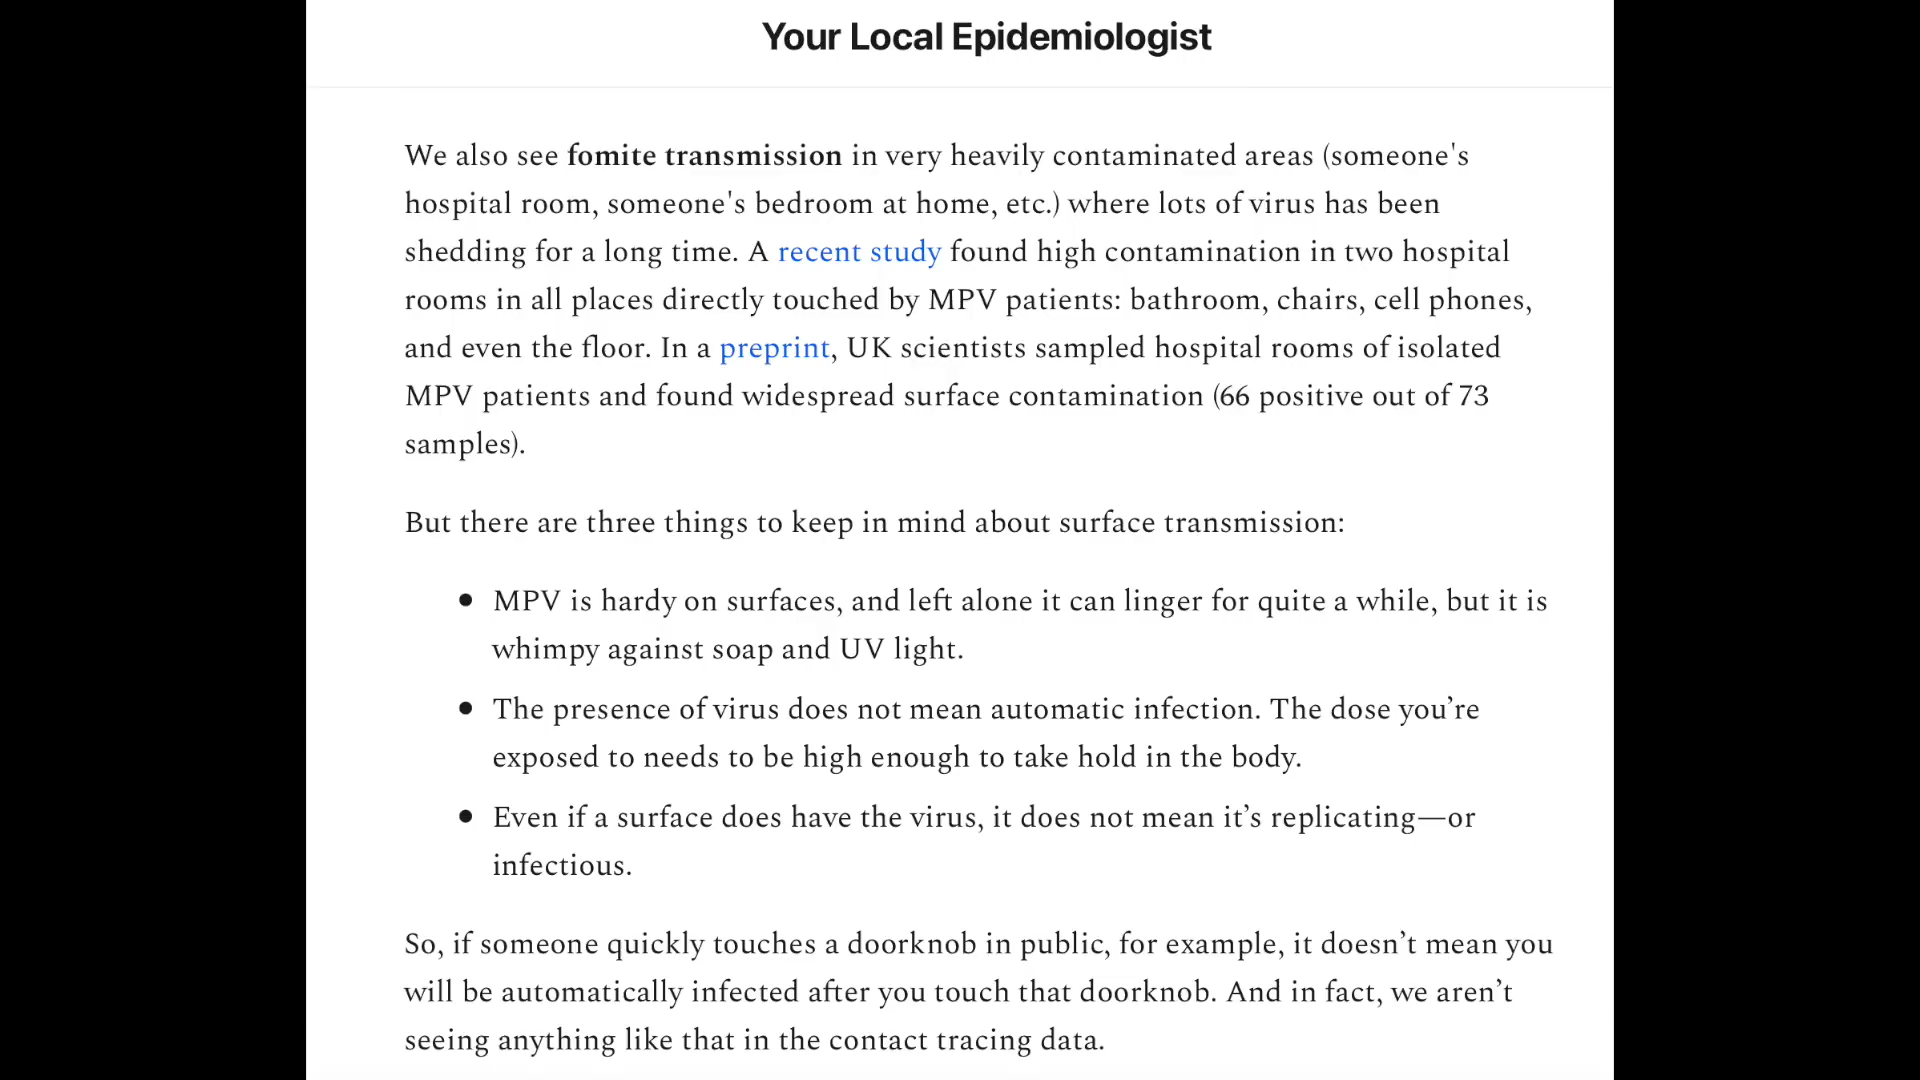 Your Local Epidemiologist
We also see fomite transmission in very heavily contaminated areas (someone's
hospital room, someone's bedroom at home, etc.) where lots of virus has been
shedding for a long time. A recent study found high contamination in two hospital
rooms in all places directly touched by MPV patients: bathroom, chairs, cell phones,
and even the floor. In a preprint, UK scientists sampled hospital rooms of isolated
MPV patients and found widespread surface contamination (66 positive out of 73
samples).
But there are three things to keep in mind about surface transmission:
• MPV is hardy on surfaces, and left alone it can linger for quite a while, but it is
whimpy against soap and UV light.
• The presence of virus does not mean automatic infection. The dose you’re
exposed to needs to be high enough to take hold in the body.
• Even if a surface does have the virus, it does not mean it’s replicating—or
infectious.
So, if someone quickly touches a doorknob in public, for example, it doesn’t mean you
will be automatically infected after you touch that doorknob. And in fact, we aren’t
seeing anything like that in the contact tracing data.